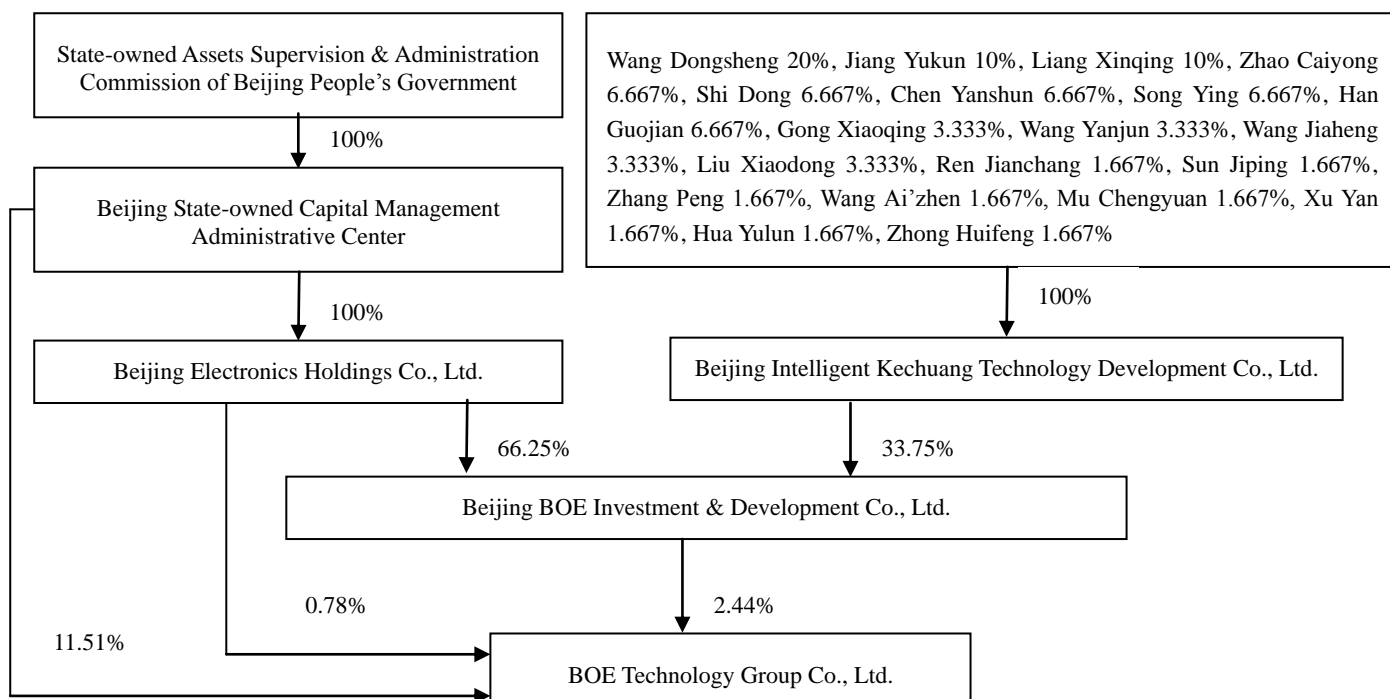 State-owned Assets Supervision & Administration
Commission of Beijing People’s Government
Wang Dongsheng 20%, Jiang Yukun 10%, Liang Xinqing 10%, Zhao Caiyong
6.667%, Shi Dong 6.667%, Chen Yanshun 6.667%, Song Ying 6.667%, Han
Guojian 6.667%, Gong Xiaoqing 3.333%, Wang Yanjun 3.333%, Wang Jiaheng
3.333%, Liu Xiaodong 3.333%, Ren Jianchang 1.667%, Sun Jiping 1.667%,
Zhang Peng 1.667%, Wang Ai’zhen 1.667%, Mu Chengyuan 1.667%, Xu Yan
1.667%, Hua Yulun 1.667%, Zhong Huifeng 1.667%
100%
Beijing State-owned Capital Management
Administrative Center
100%
100%
Beijing Electronics Holdings Co., Ltd.
Beijing Intelligent Kechuang Technology Development Co., Ltd.
66.25%
33.75%
Beijing BOE Investment & Development Co., Ltd.
0.78%
2.44%
11.51%
BOE Technology Group Co., Ltd.